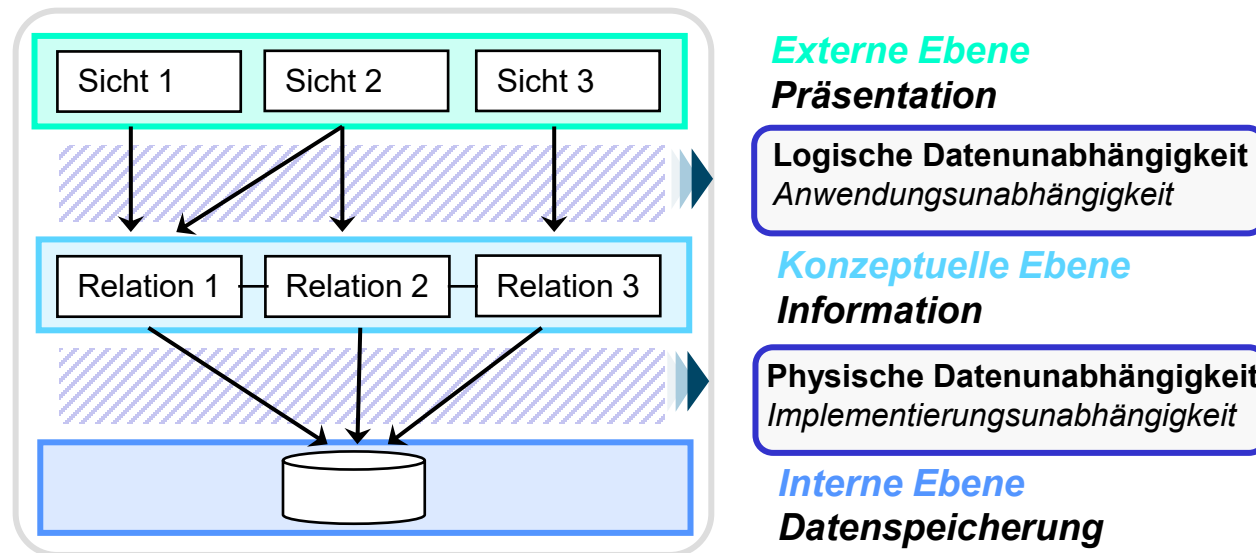 Externe Ebene
Sicht 1
Sicht 2
Sicht 3
Präsentation
Logische Datenunabhängigkeit
Anwendungsunabhängigkeit
Konzeptuelle Ebene
Relation 1
Relation 2
Relation 3
Information
Physische Datenunabhängigkeit
Implementierungsunabhängigkeit
Interne Ebene
Datenspeicherung